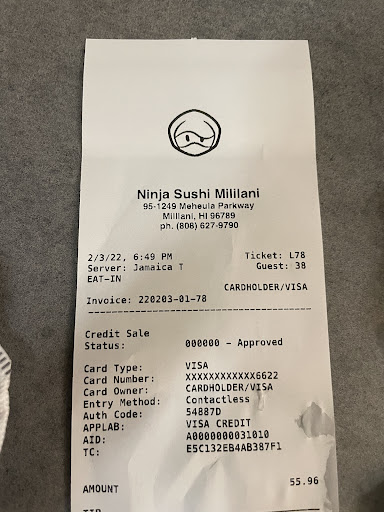 Ninja Sushi Mililani
95-1249 Meheula Parkway
Mililani, HI 96789
ph. (808) 627-9790
2/3/22, 6:49 PM Ticket: L78
Server: Jamaica T Guest: 38
EAT-IN
CARDHOLDER/VISA
Invoice: 220203-01-78
Credit Sale
Status: 000000 - Approved
Card Type: VISA
Card Number: XXXXXXXXXXXX6622
Card Owner: CARDHOLDER/VISA
Entry Method: Contactless
Auth Code: 54887D
APPLAB: VISA CREDIT
AID: A0000000031010
TC: E5C132EB4AB387F1
AMOUNT 55.96
TIP